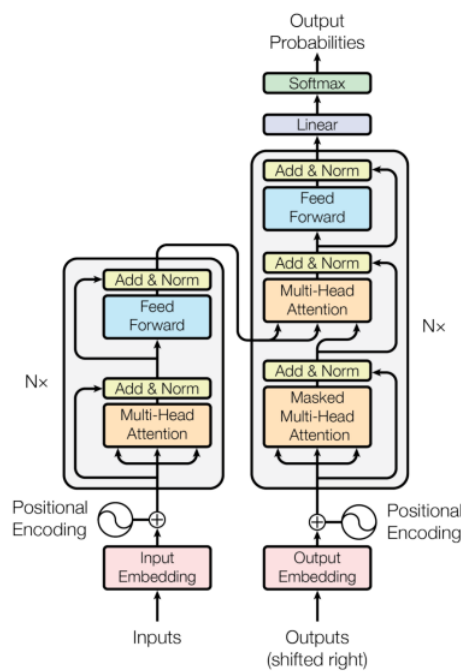 Output
Probabilities
Softmax
Linear
Add & Norm
Feed
Forward
Add & Norm
Multi-Head
Attention
Nx
Add & Norm
Masked
Multi-Head
Attention
Positional
Encoding
Output
Embedding
Outputs
(shifted right)
Add & Norm
Feed
Forward
Nx
Add & Norm
Multi-Head
Attention
Positional
Encoding
Input
Embedding
Inputs